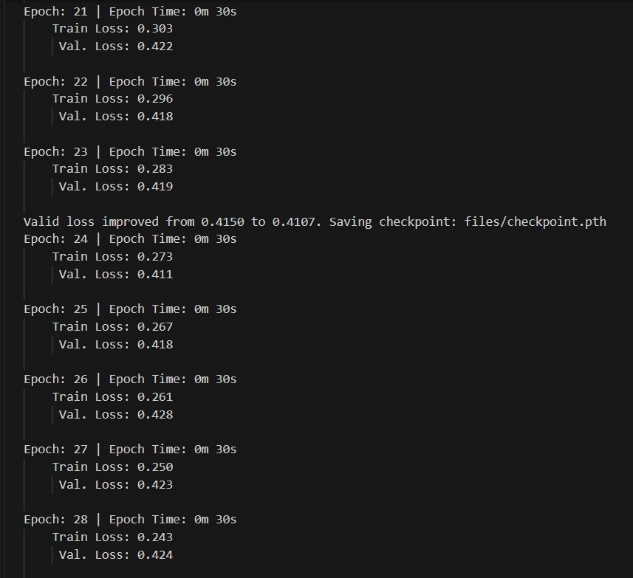 Epoch: 21 | Epoch Time: 0m 30s
Train Loss: 0.303
Val. Loss: 0.422
Epoch: 22 | Epoch Time: 0m 30s
Train Loss: 0.296
Val. Loss: 0.418
Epoch: 23 | Epoch Time: 0m 30s
Train Loss: 0.283
Val. Loss: 0.419
Valid loss improved from 0.4150 to 0.4107. Saving checkpoint: files/checkpoint.pth
Epoch: 24 | Epoch Time: 0m 30s
Train Loss: 0.273
Val. Loss: 0.411
Epoch: 25 | Epoch Time: 0m 30s
Train Loss: 0.267
Val. Loss: 0.418
Epoch: 26 | Epoch Time: 0m 30s
Train Loss: 0.261
Val. Loss: 0.428
Epoch: 27 | Epoch Time: 0m 30s
Train Loss: 0.250
Val. Loss: 0.423
Epoch: 28 | Epoch Time: 0m 30s
Train Loss: 0.243
Val. Loss: 0.424